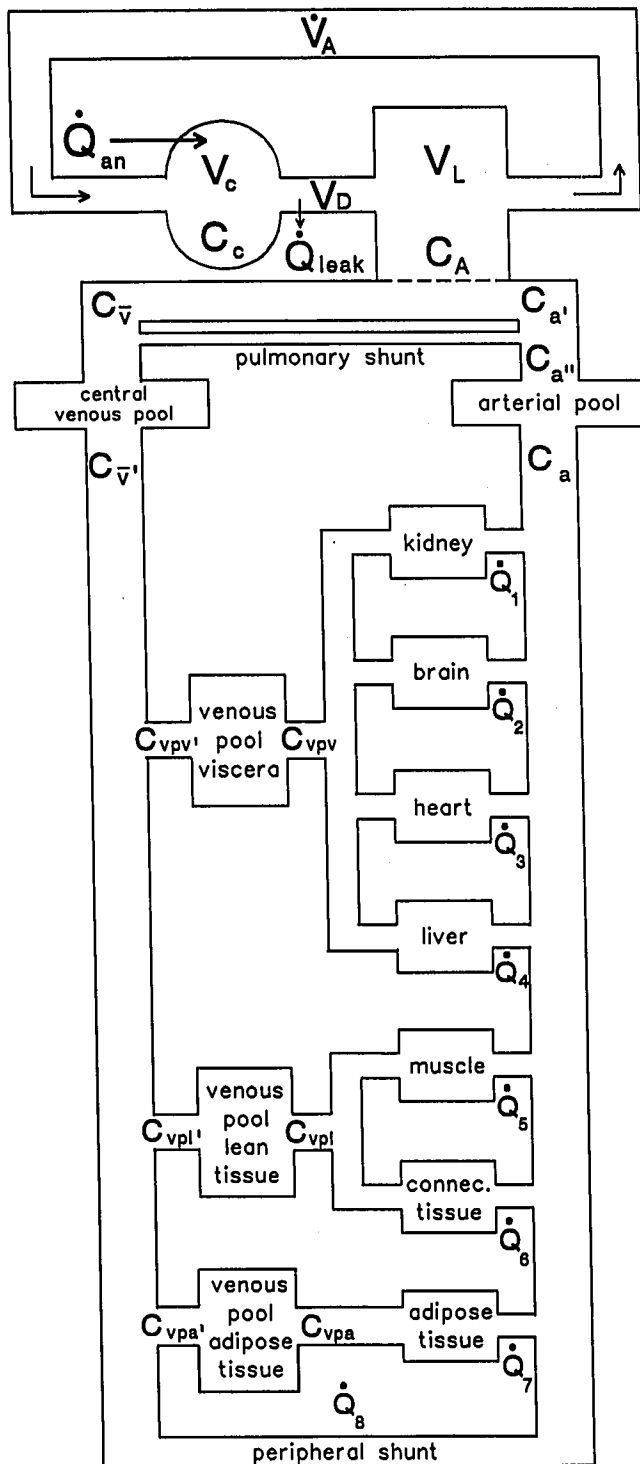 V̇A
Q̇an
Vc
VL
VD
Cc
Q̇leak
CA
Cv̄
Ca'
pulmonary shunt
Ca"
central
venous pool
arterial pool
Cv̄'
Ca
kidney
Q̇1
brain
Q̇2
venous
pool
viscera
Cvpv'
Cvpv
heart
Q̇3
liver
Q̇4
muscle
Q̇5
venous
pool
lean
tissue
Cvpl'
Cvpl
connec.
tissue
Q̇6
venous
pool
adipose
tissue
Cvpa'
Cvpa
adipose
tissue
Q̇7
Q̇8
peripheral shunt